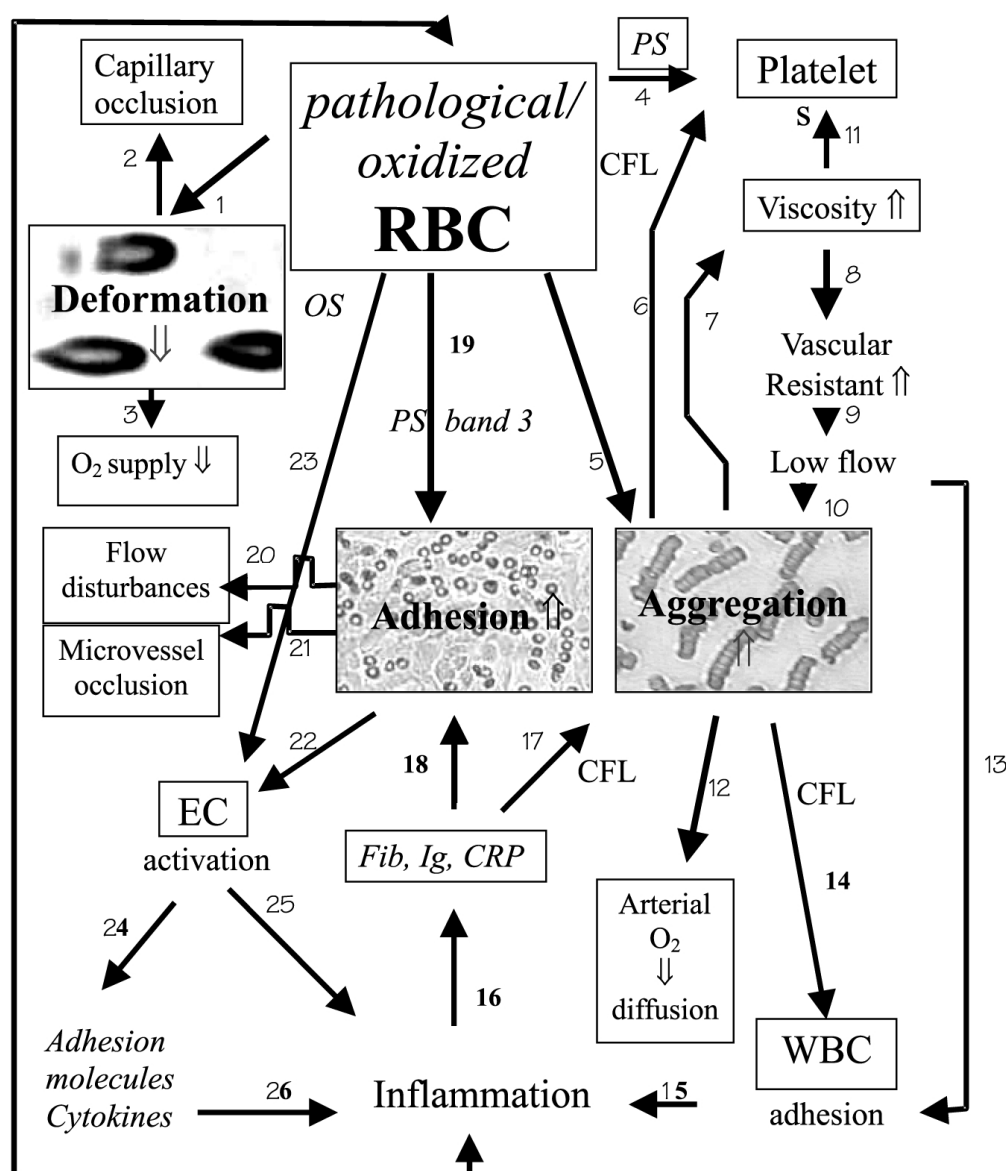 Capillary
occlusion
2
1
pathological/
oxidized
RBC
PS
4
Platelet
s
11
CFL
Viscosity ⇑
8
Vascular
Resistant ⇑
9
Low flow
10
Deformation
⇓
3
O₂ supply ⇓
OS
19
PS band 3
23
5
6
7
Flow
disturbances
20
Microvessel
occlusion
21
Adhesion ⇑
Aggregation
⇑
22
18
17
CFL
12
CFL
13
14
EC
activation
Fib, Ig, CRP
Arterial
O₂
⇓
diffusion
24
25
16
Adhesion
molecules
Cytokines
26
Inflammation
15
WBC
adhesion